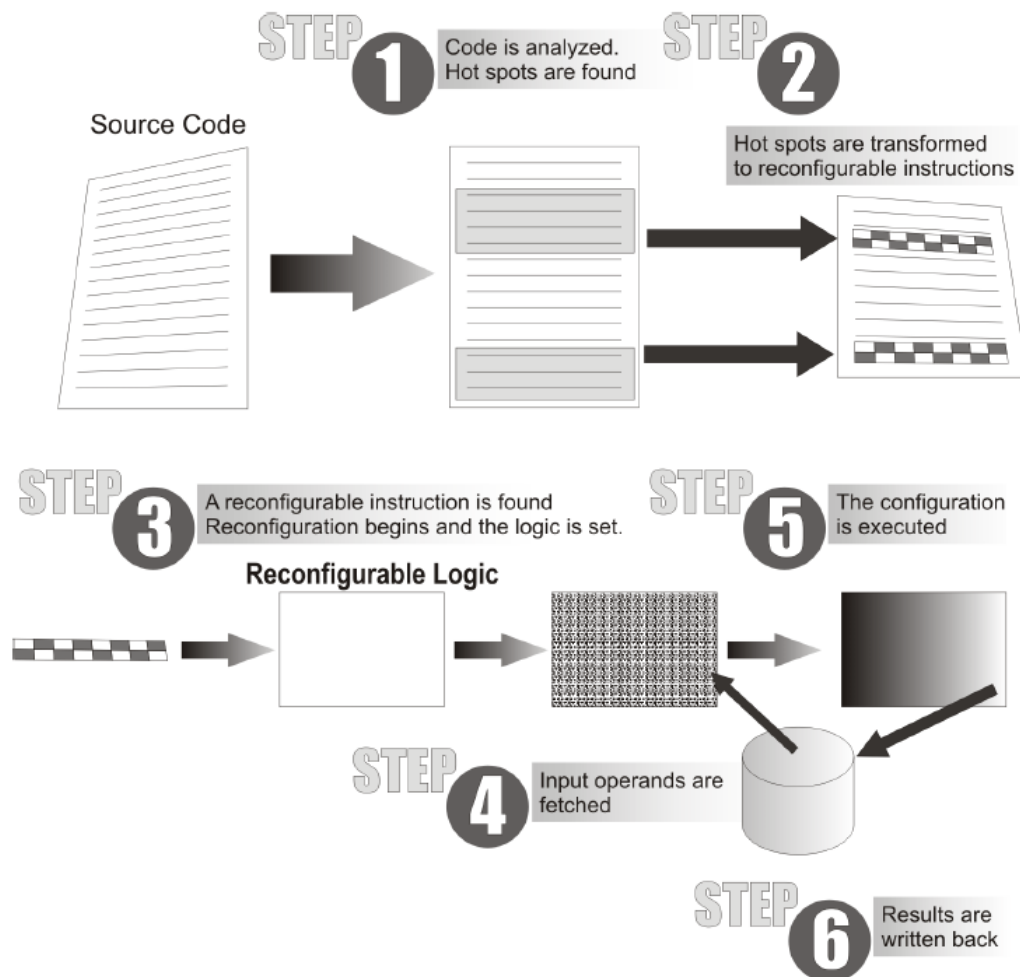 STEP 1
Code is analyzed.
Hot spots are found
STEP 2
Hot spots are transformed
to reconfigurable instructions
Source Code
STEP 3
A reconfigurable instruction is found
Reconfiguration begins and the logic is set.
STEP 5
The configuration
is executed
Reconfigurable Logic
STEP 4
Input operands are
fetched
STEP 6
Results are
written back